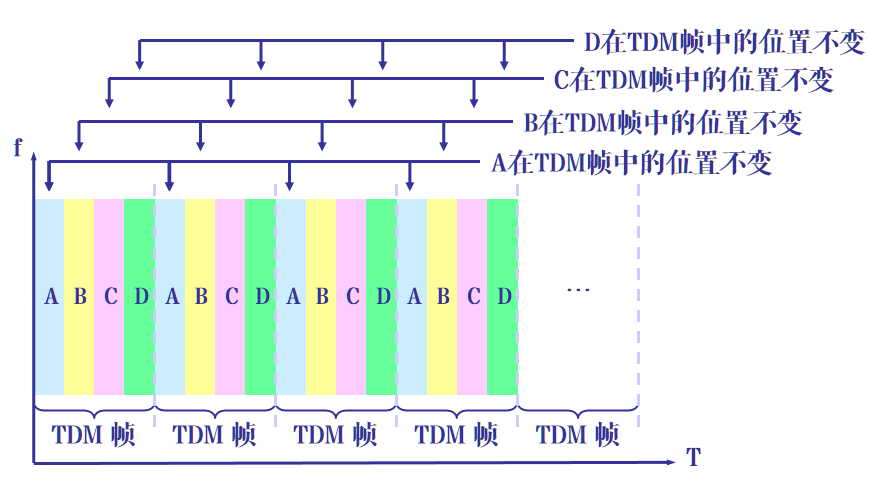 D在TDM帧中的位置不变
C在TDM帧中的位置不变
B在TDM帧中的位置不变
f
A在TDM帧中的位置不变
A B C D A B C D A B C D A B C D ...
TDM 帧 TDM 帧 TDM 帧 TDM 帧 TDM 帧
T